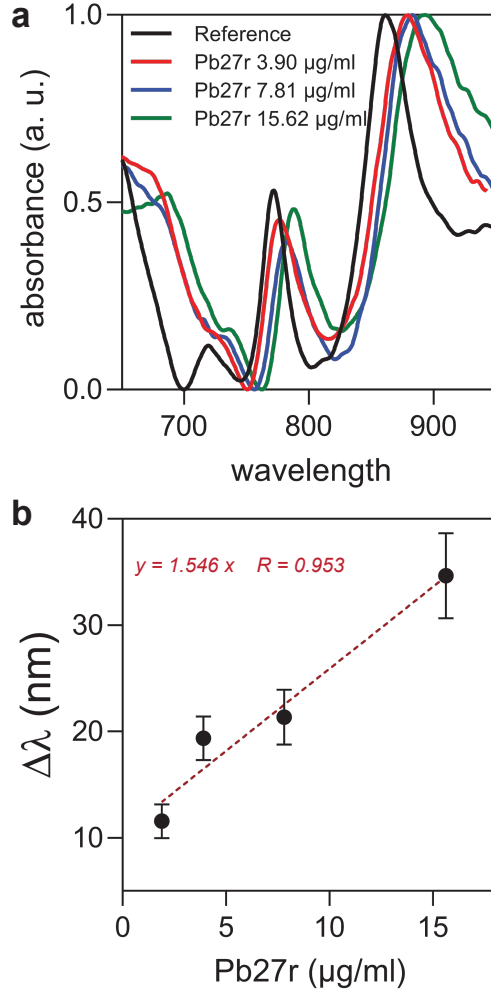 a
absorbance (a. u.)
1.0
0.5
0.0
Reference
Pb27r 3.90 μg/ml
Pb27r 7.81 μg/ml
Pb27r 15.62 μg/ml
700 800 900
wavelength
b
Δλ (nm)
40
30
20
10
y = 1.546 x R = 0.953
0 5 10 15
Pb27r (μg/ml)